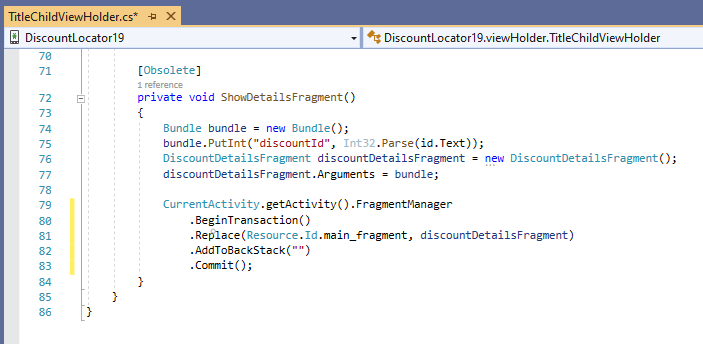 TitleChildViewHolder.cs*
DiscountLocator19 DiscountLocator19.viewHolder.TitleChildViewHolder
70
71 [Obsolete]
1 reference
72 private void ShowDetailsFragment()
73 {
74 Bundle bundle = new Bundle();
75 bundle.PutInt("discountId", Int32.Parse(id.Text));
76 DiscountDetailsFragment discountDetailsFragment = new DiscountDetailsFragment();
77 discountDetailsFragment.Arguments = bundle;
78
79 CurrentActivity.getActivity().FragmentManager
80 .BeginTransaction()
81 .Replace(Resource.Id.main_fragment, discountDetailsFragment)
82 .AddToBackStack("")
83 .Commit();
84 }
85 }
86 }